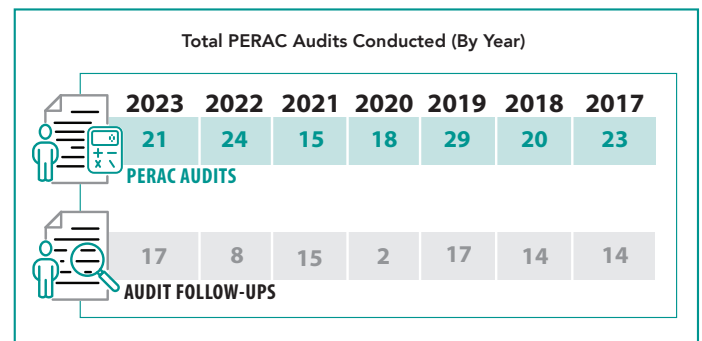 Total PERAC Audits Conducted (By Year)
2023 2022 2021 2020 2019 2018 2017
21 24 15 18 29 20 23
PERAC AUDITS
17 8 15 2 17 14 14
AUDIT FOLLOW-UPS